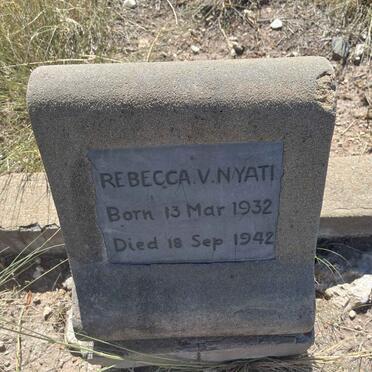 REBECCA.V.NYATI
Born 13 Mar 1932
Died 18 Sep 1942